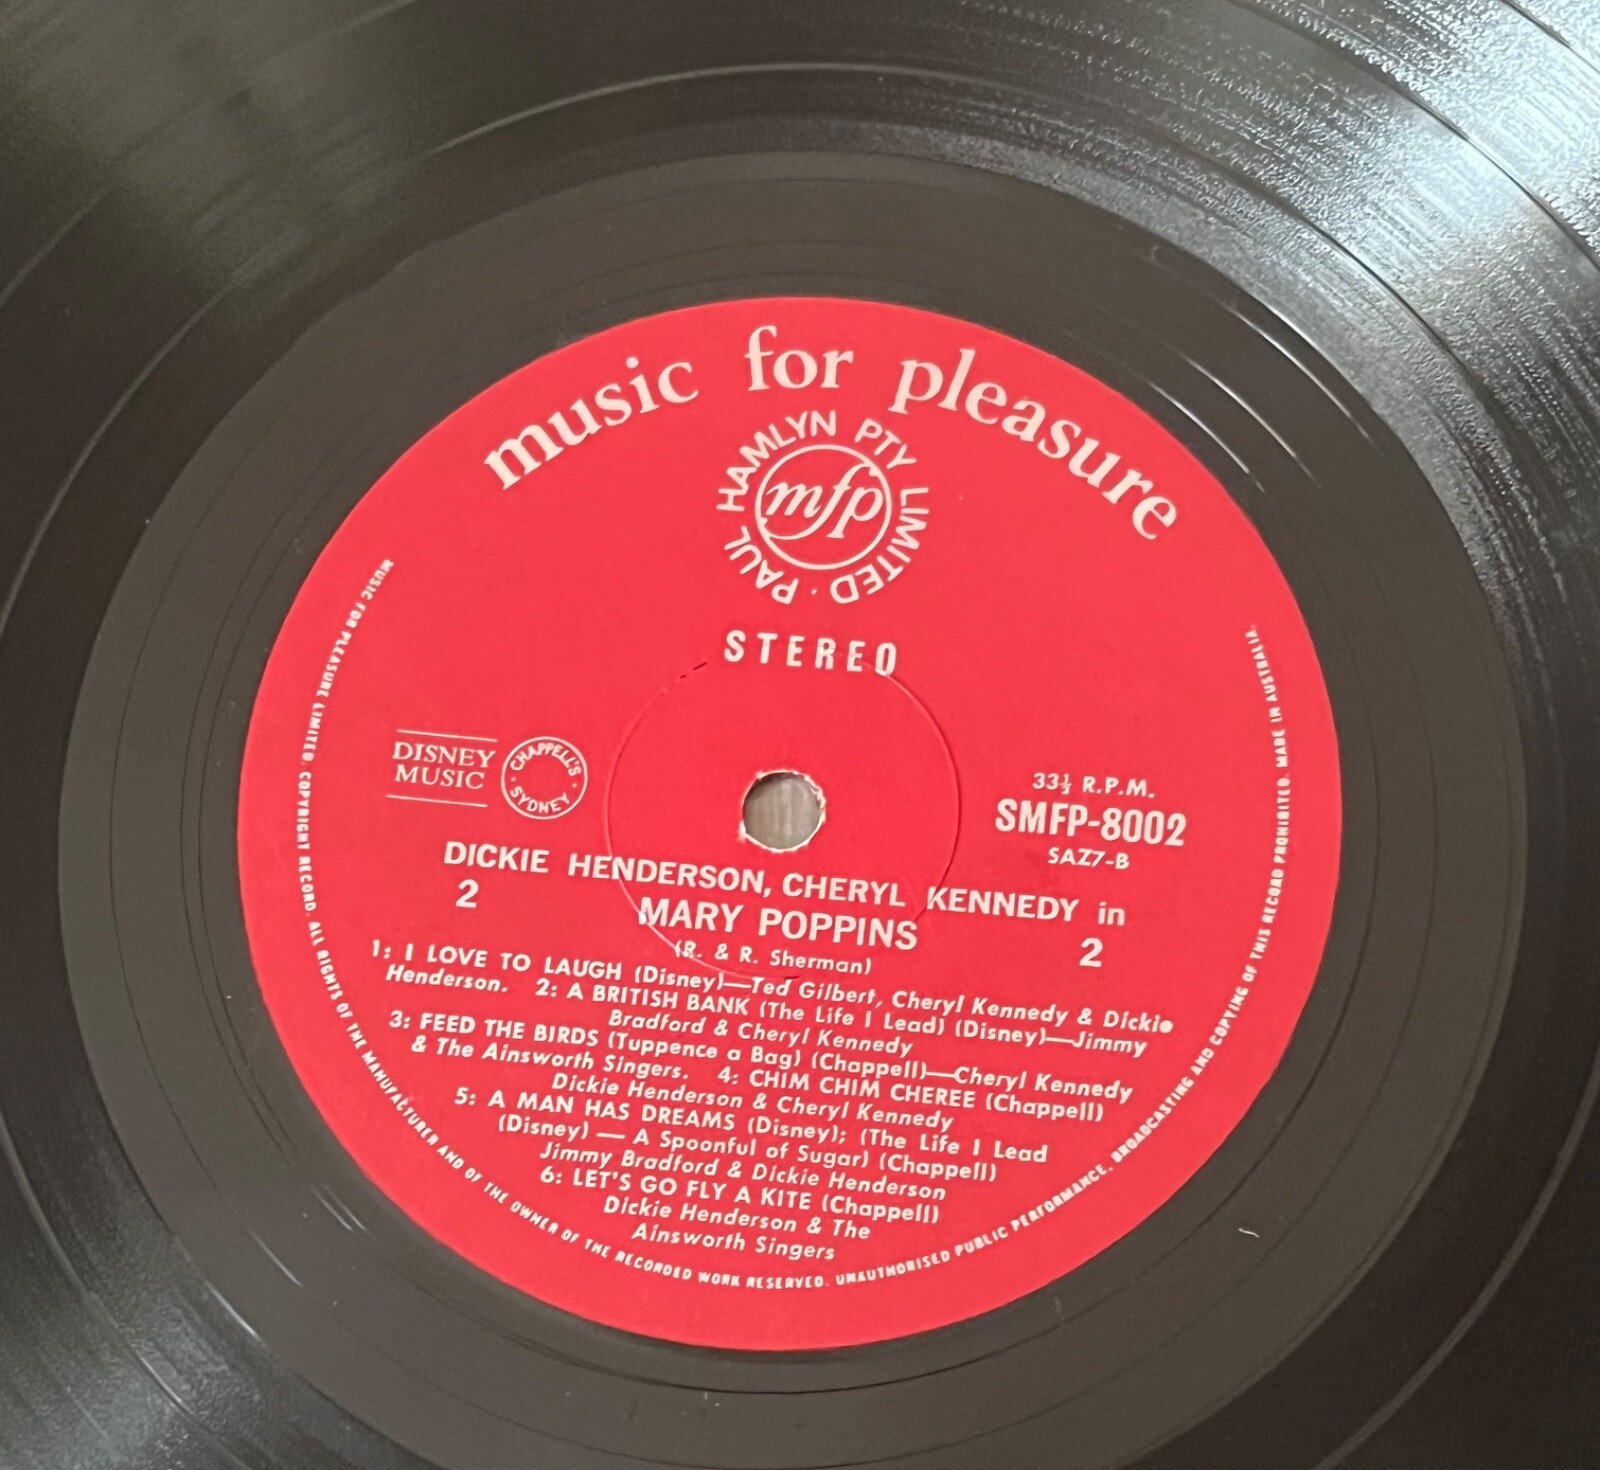 music for pleasure
PAUL HAMLYN PTY LIMITED ·
mfp
STEREO
DISNEY
MUSIC
CHAPPELL'S
· SYDNEY ·
33⅓ R.P.M.
SMFP-8002
SAZ7-B
DICKIE HENDERSON, CHERYL KENNEDY in
2 MARY POPPINS 2
(R. & R. Sherman)
1: I LOVE TO LAUGH (Disney)—Ted Gilbert, Cheryl Kennedy & Dickie
Henderson. 2: A BRITISH BANK (The Life I Lead) (Disney)—Jimmy
Bradford & Cheryl Kennedy
3: FEED THE BIRDS (Tuppence a Bag) (Chappell)—Cheryl Kennedy
& The Ainsworth Singers. 4: CHIM CHIM CHEREE (Chappell)
Dickie Henderson & Cheryl Kennedy
5: A MAN HAS DREAMS (Disney); (The Life I Lead
(Disney) — A Spoonful of Sugar) (Chappell)
Jimmy Bradford & Dickie Henderson
6: LET'S GO FLY A KITE (Chappell)
Dickie Henderson & The
Ainsworth Singers
MUSIC FOR PLEASURE LIMITED. COPYRIGHT RECORD. ALL RIGHTS OF THE MANUFACTURER AND OF THE OWNER OF THE RECORDED WORK RESERVED. UNAUTHORISED PUBLIC PERFORMANCE, BROADCASTING AND COPYING OF THIS RECORD PROHIBITED. MADE IN AUSTRALIA.